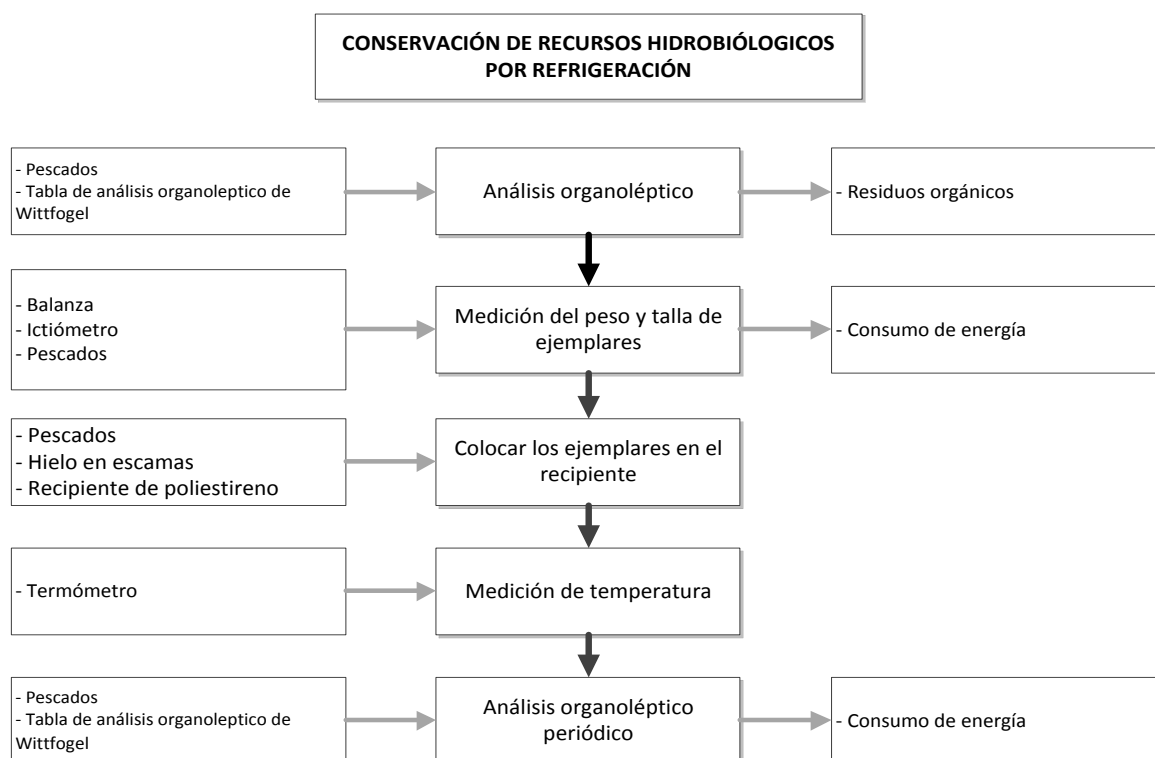 CONSERVACIÓN DE RECURSOS HIDROBIÓLOGICOS
POR REFRIGERACIÓN
- Pescados
- Tabla de análisis organoleptico de
Wittfogel
Análisis organoléptico
- Residuos orgánicos
- Balanza
- Ictiómetro
- Pescados
Medición del peso y talla de
ejemplares
- Consumo de energía
- Pescados
- Hielo en escamas
- Recipiente de poliestireno
Colocar los ejemplares en el
recipiente
- Termómetro
Medición de temperatura
- Pescados
- Tabla de análisis organoleptico de
Wittfogel
Análisis organoléptico
periódico
- Consumo de energía